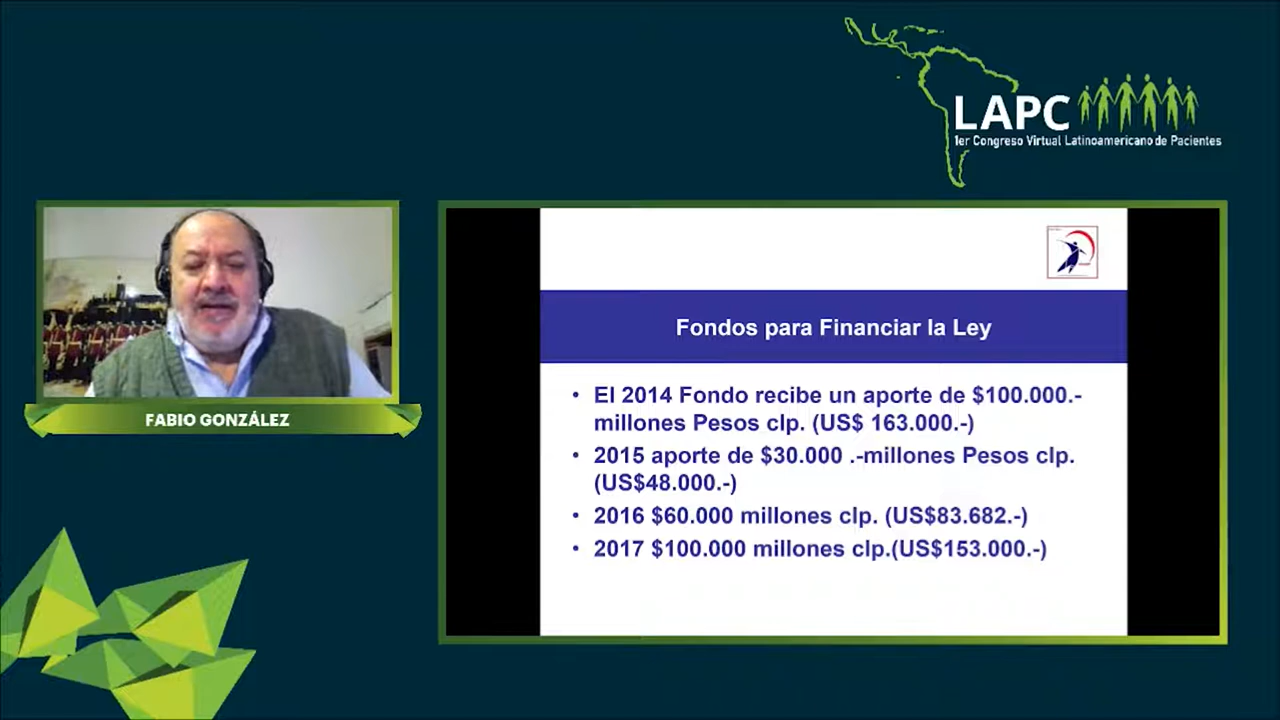 LAPC
1er Congreso Virtual Latinoamericano de Pacientes
FABIO GONZÁLEZ
Fondos para Financiar la Ley
• El 2014 Fondo recibe un aporte de $100.000.-
millones Pesos clp. (US$ 163.000.-)
• 2015 aporte de $30.000 .-millones Pesos clp.
(US$48.000.-)
• 2016 $60.000 millones clp. (US$83.682.-)
• 2017 $100.000 millones clp.(US$153.000.-)